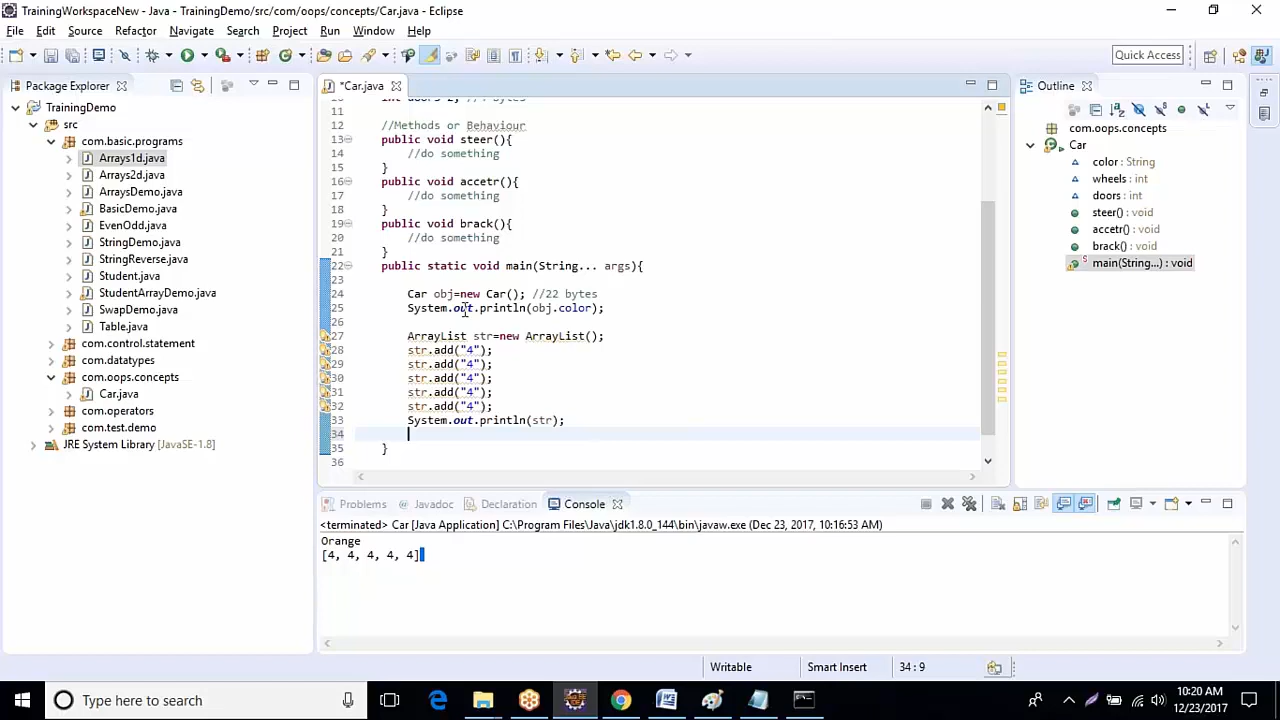 TrainingWorkspaceNew - Java - TrainingDemo/src/com/oops/concepts/Car.java - Eclipse
File Edit Source Refactor Navigate Search Project Run Window Help
Quick Access
Package Explorer
TrainingDemo
src
com.basic.programs
Arrays1d.java
Arrays2d.java
ArraysDemo.java
BasicDemo.java
EvenOdd.java
StringDemo.java
StringReverse.java
Student.java
StudentArrayDemo.java
SwapDemo.java
Table.java
com.control.statement
com.datatypes
com.oops.concepts
Car.java
com.operators
com.test.demo
JRE System Library [JavaSE-1.8]
*Car.java
11
12 //Methods or Behaviour
13 public void steer(){
14 //do something
15 }
16 public void accetr(){
17 //do something
18 }
19 public void brack(){
20 //do something
21 }
22 public static void main(String... args){
23
24 Car obj=new Car(); //22 bytes
25 System.out.println(obj.color);
26
27 ArrayList str=new ArrayList();
28 str.add("4");
29 str.add("4");
30 str.add("4");
31 str.add("4");
32 str.add("4");
33 System.out.println(str);
34
35 }
36
Outline
com.oops.concepts
Car
color : String
wheels : int
doors : int
steer() : void
accetr() : void
brack() : void
main(String...) : void
Problems Javadoc Declaration Console
<terminated> Car [Java Application] C:\Program Files\Java\jdk1.8.0_144\bin\javaw.exe (Dec 23, 2017, 10:16:53 AM)
Orange
[4, 4, 4, 4, 4]
Writable Smart Insert 34 : 9
Type here to search
10:20 AM
12/23/2017